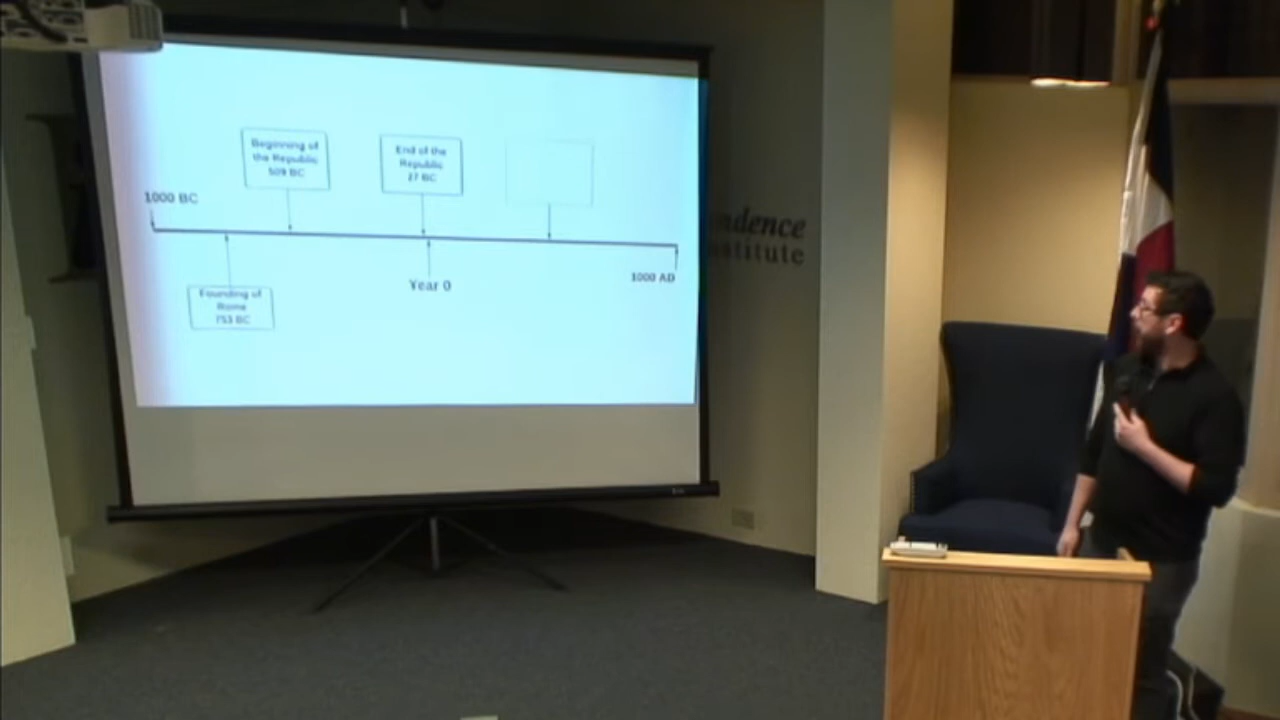 Beginning of
the Republic
509 BC
End of the
Republic
27 BC
1000 BC
Year 0
1000 AD
Founding of
Rome
753 BC
ndence
stitute